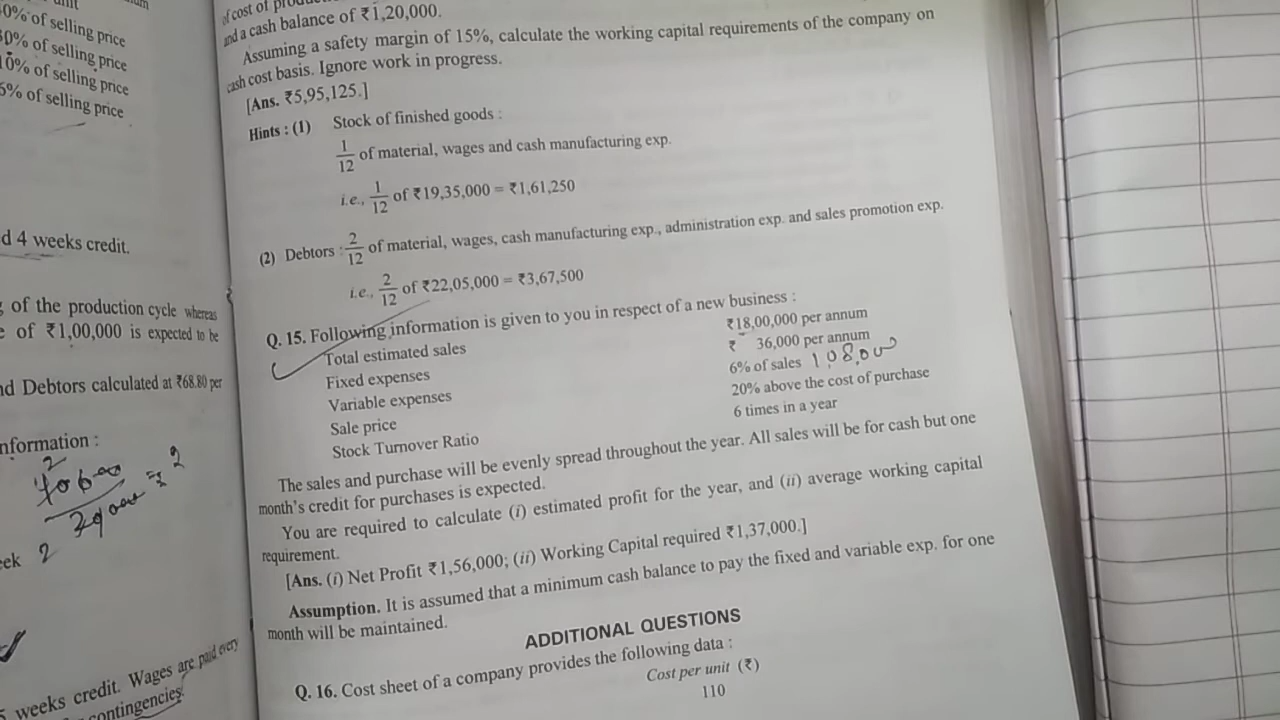 0% of selling price
30% of selling price
10% of selling price
5% of selling price
d 4 weeks credit.
of the production cycle whereas
of ₹1,00,000 is expected to be
nd Debtors calculated at ₹68.80 per
nformation :
eek 2
weeks credit. Wages are paid every
contingencies.
of cost of
and a cash balance of ₹1,20,000.
Assuming a safety margin of 15%, calculate the working capital requirements of the company on
cash cost basis. Ignore work in progress.
[Ans. ₹5,95,125.]
Hints : (1) Stock of finished goods :
1/12 of material, wages and cash manufacturing exp.
i.e., 1/12 of ₹19,35,000 = ₹1,61,250
(2) Debtors : 2/12 of material, wages, cash manufacturing exp., administration exp. and sales promotion exp.
i.e., 2/12 of ₹22,05,000 = ₹3,67,500
Q. 15. Following information is given to you in respect of a new business :
Total estimated sales ₹18,00,000 per annum
Fixed expenses ₹ 36,000 per annum
Variable expenses 6% of sales 1,08,000
Sale price 20% above the cost of purchase
Stock Turnover Ratio 6 times in a year
The sales and purchase will be evenly spread throughout the year. All sales will be for cash but one
month's credit for purchases is expected.
You are required to calculate (i) estimated profit for the year, and (ii) average working capital
requirement.
[Ans. (i) Net Profit ₹1,56,000; (ii) Working Capital required ₹1,37,000.]
Assumption. It is assumed that a minimum cash balance to pay the fixed and variable exp. for one
month will be maintained.
ADDITIONAL QUESTIONS
Q. 16. Cost sheet of a company provides the following data :
Cost per unit (₹)
110